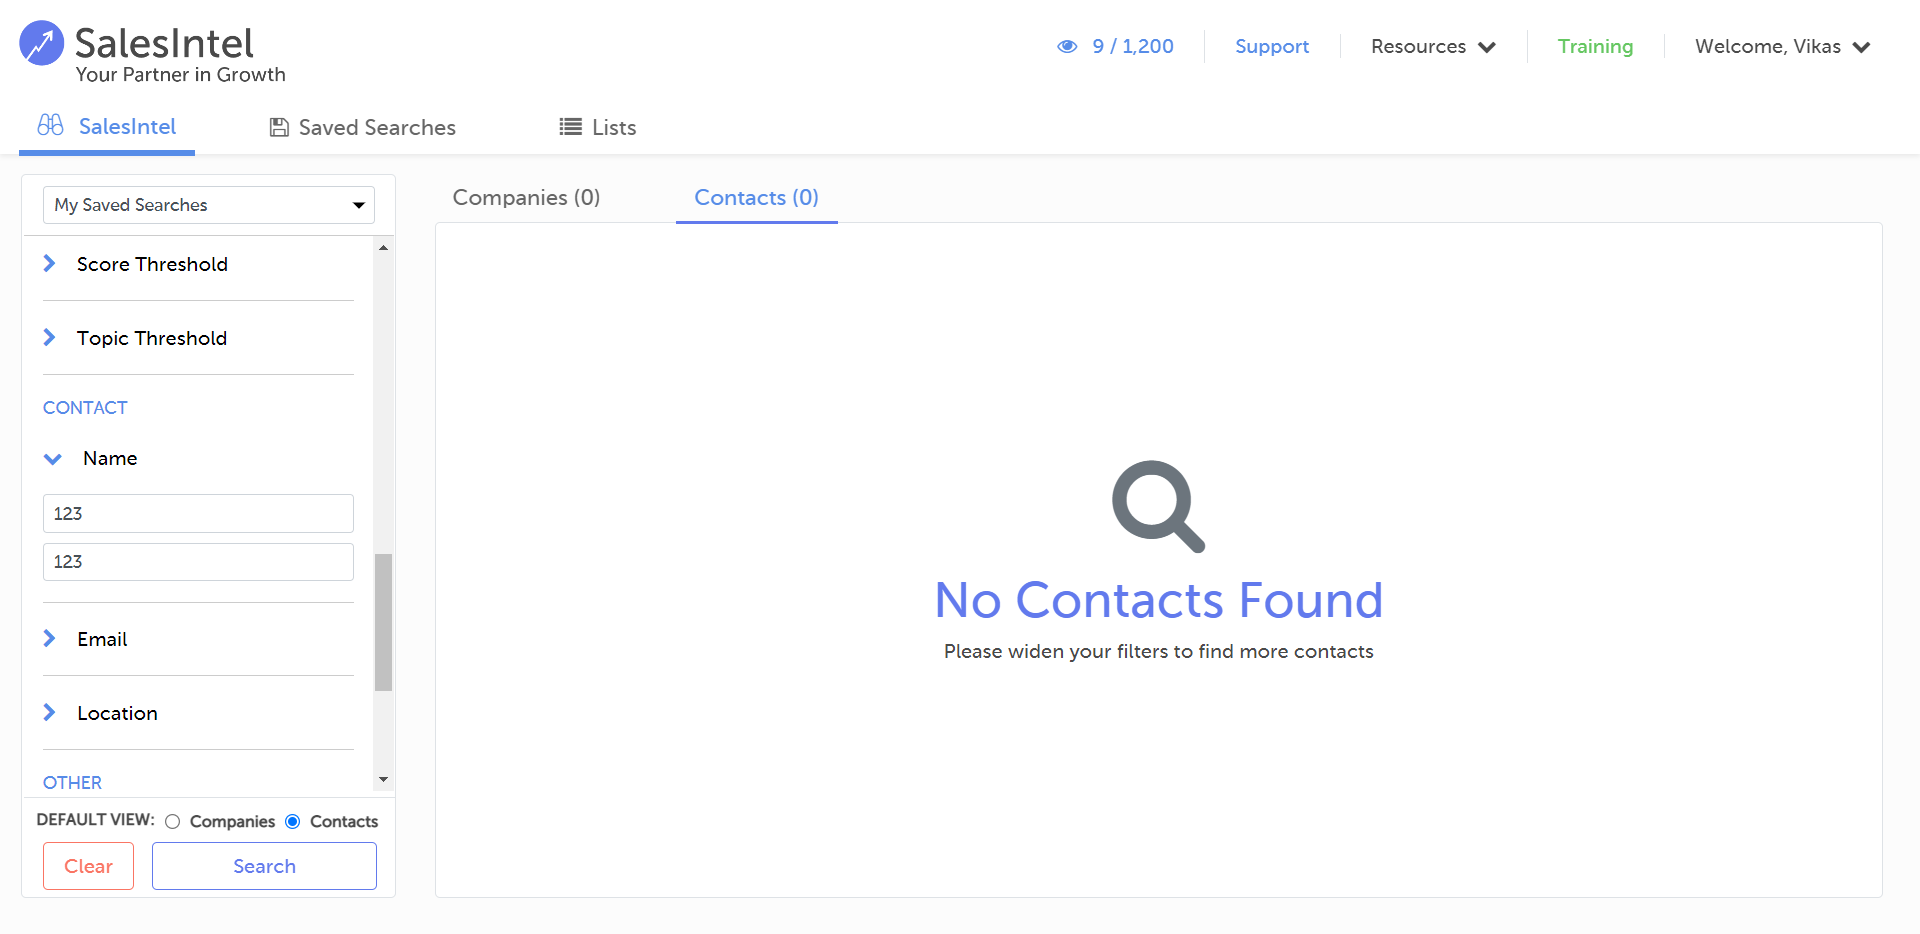 SalesIntel
Your Partner in Growth
9 / 1,200
Support
Resources
Training
Welcome, Vikas
SalesIntel
Saved Searches
Lists
My Saved Searches
Score Threshold
Topic Threshold
CONTACT
Name
123
123
Email
Location
OTHER
DEFAULT VIEW: Companies Contacts
Clear
Search
Companies (0)
Contacts (0)
No Contacts Found
Please widen your filters to find more contacts